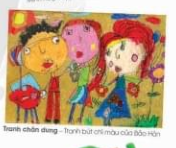 Tranh chân dung – Tranh bút chì màu của Bảo Hân